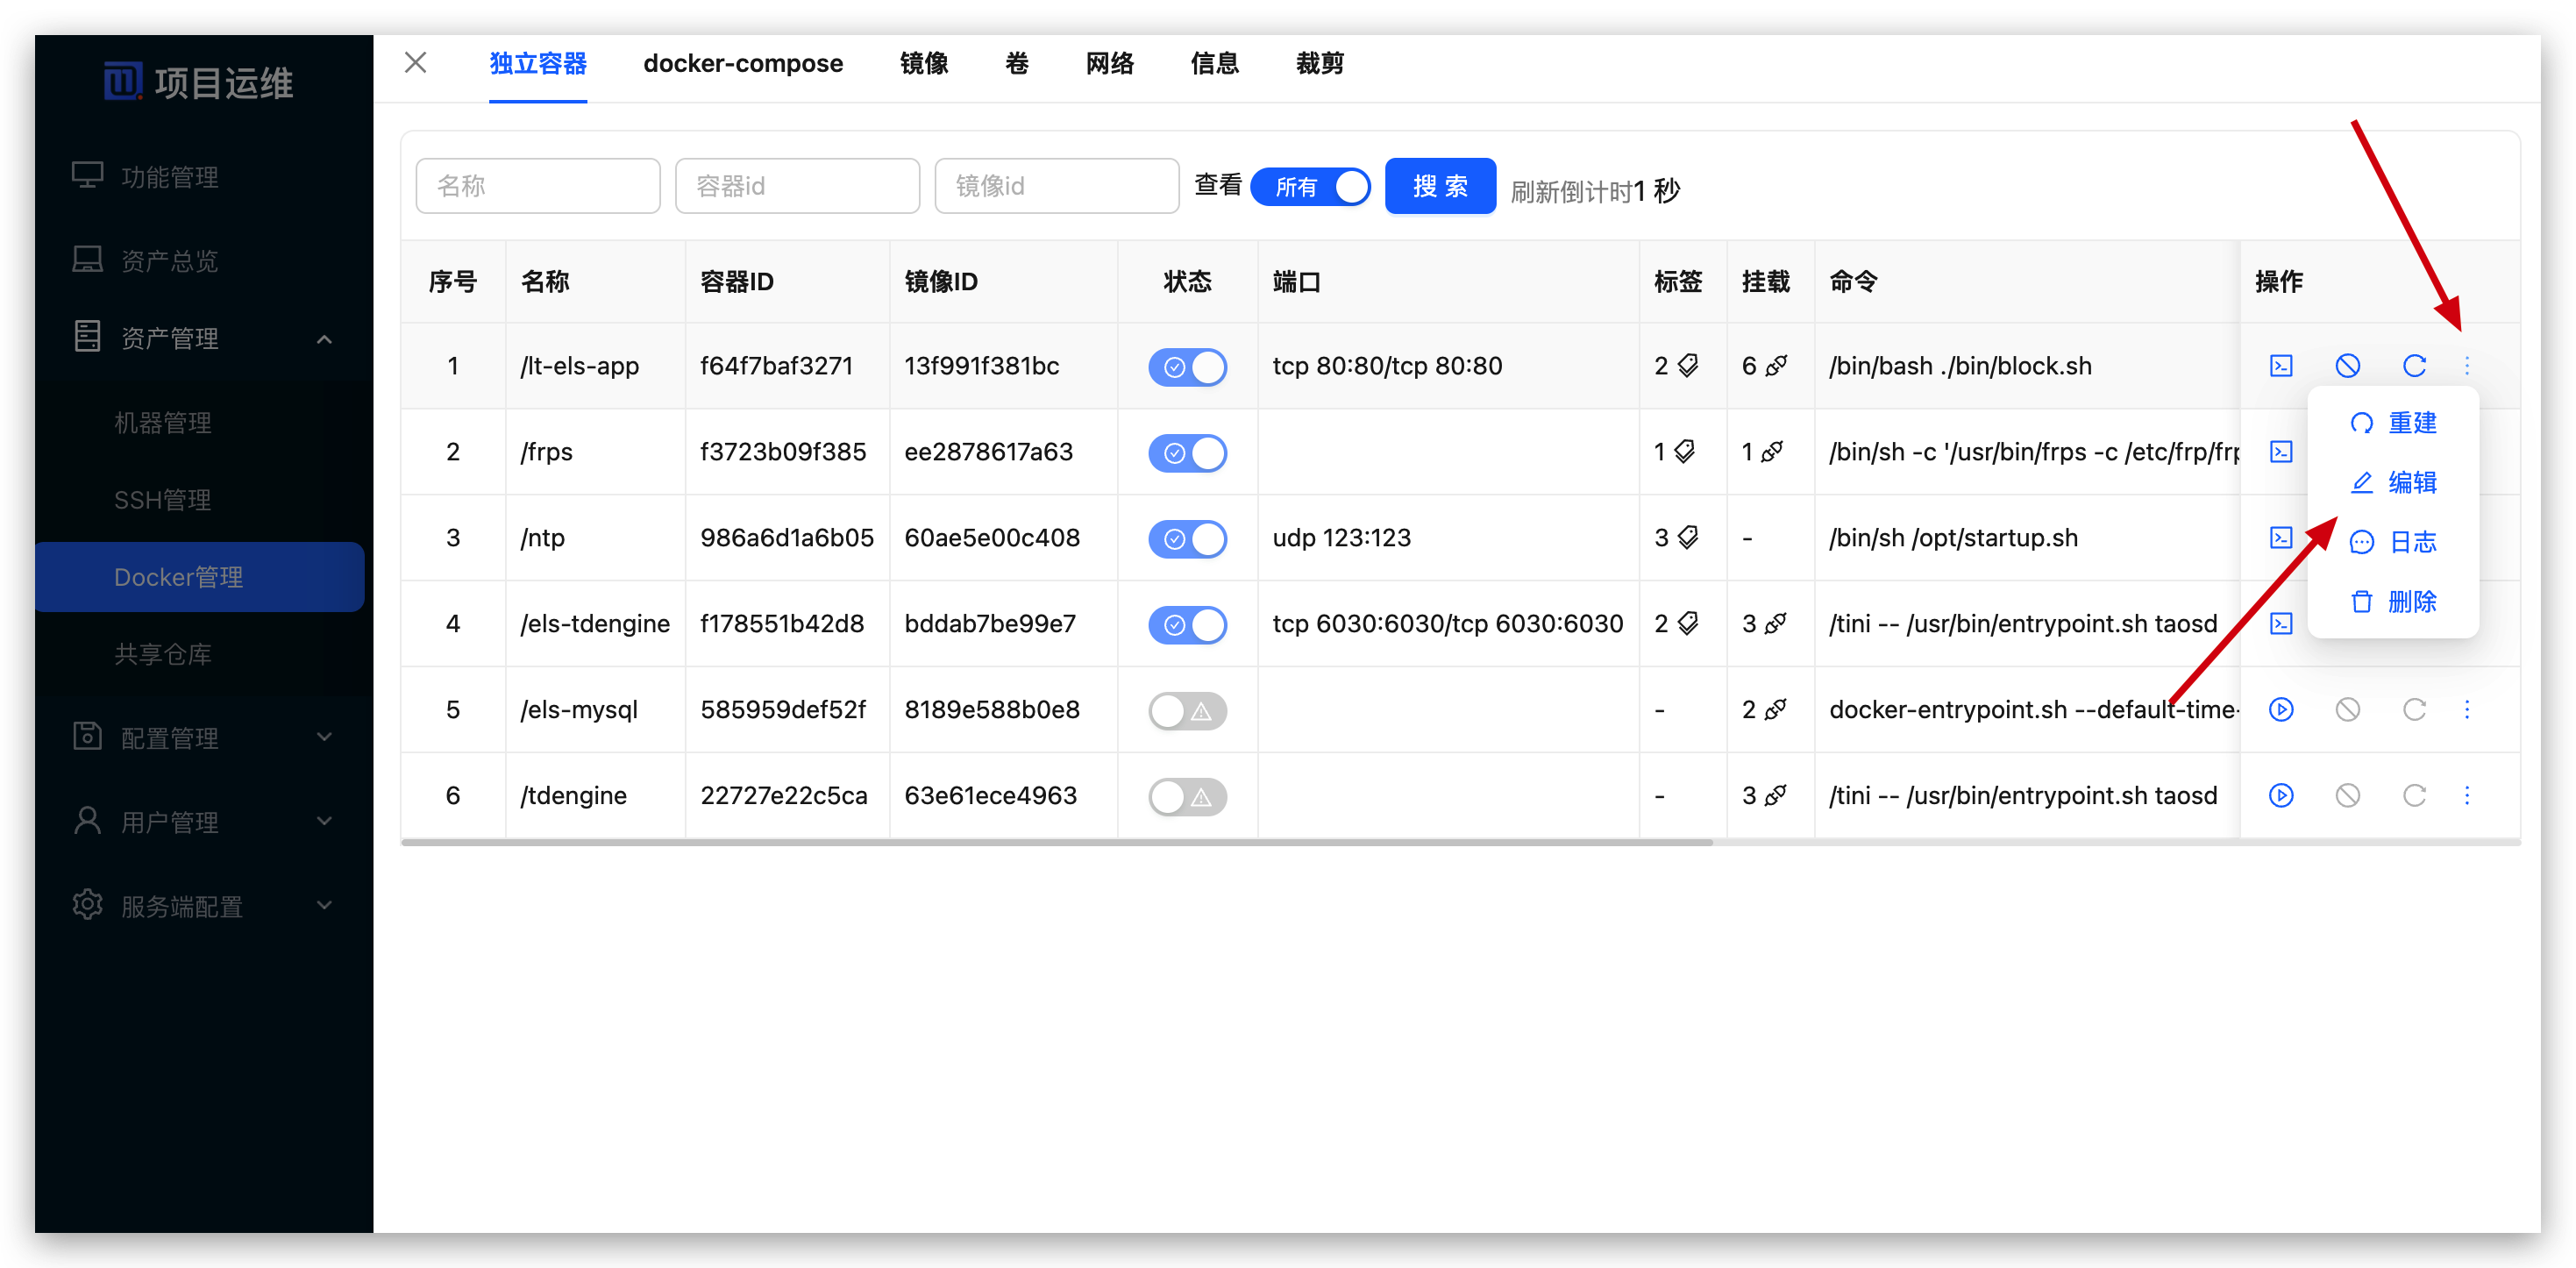 项目运维
功能管理
资产总览
资产管理
机器管理
SSH管理
Docker管理
共享仓库
配置管理
用户管理
服务端配置
独立容器 docker-compose 镜像 卷 网络 信息 裁剪
名称 容器id 镜像id 查看 所有 搜 索 刷新倒计时1 秒
序号 名称 容器ID 镜像ID 状态 端口 标签 挂载 命令 操作
1 /lt-els-app f64f7baf3271 13f991f381bc tcp 80:80/tcp 80:80 2 6 /bin/bash ./bin/block.sh
2 /frps f3723b09f385 ee2878617a63 1 1 /bin/sh -c '/usr/bin/frps -c /etc/frp/frp
3 /ntp 986a6d1a6b05 60ae5e00c408 udp 123:123 3 - /bin/sh /opt/startup.sh
4 /els-tdengine f178551b42d8 bddab7be99e7 tcp 6030:6030/tcp 6030:6030 2 3 /tini -- /usr/bin/entrypoint.sh taosd
5 /els-mysql 585959def52f 8189e588b0e8 - 2 docker-entrypoint.sh --default-time-
6 /tdengine 22727e22c5ca 63e61ece4963 - 3 /tini -- /usr/bin/entrypoint.sh taosd
重建
编辑
日志
删除